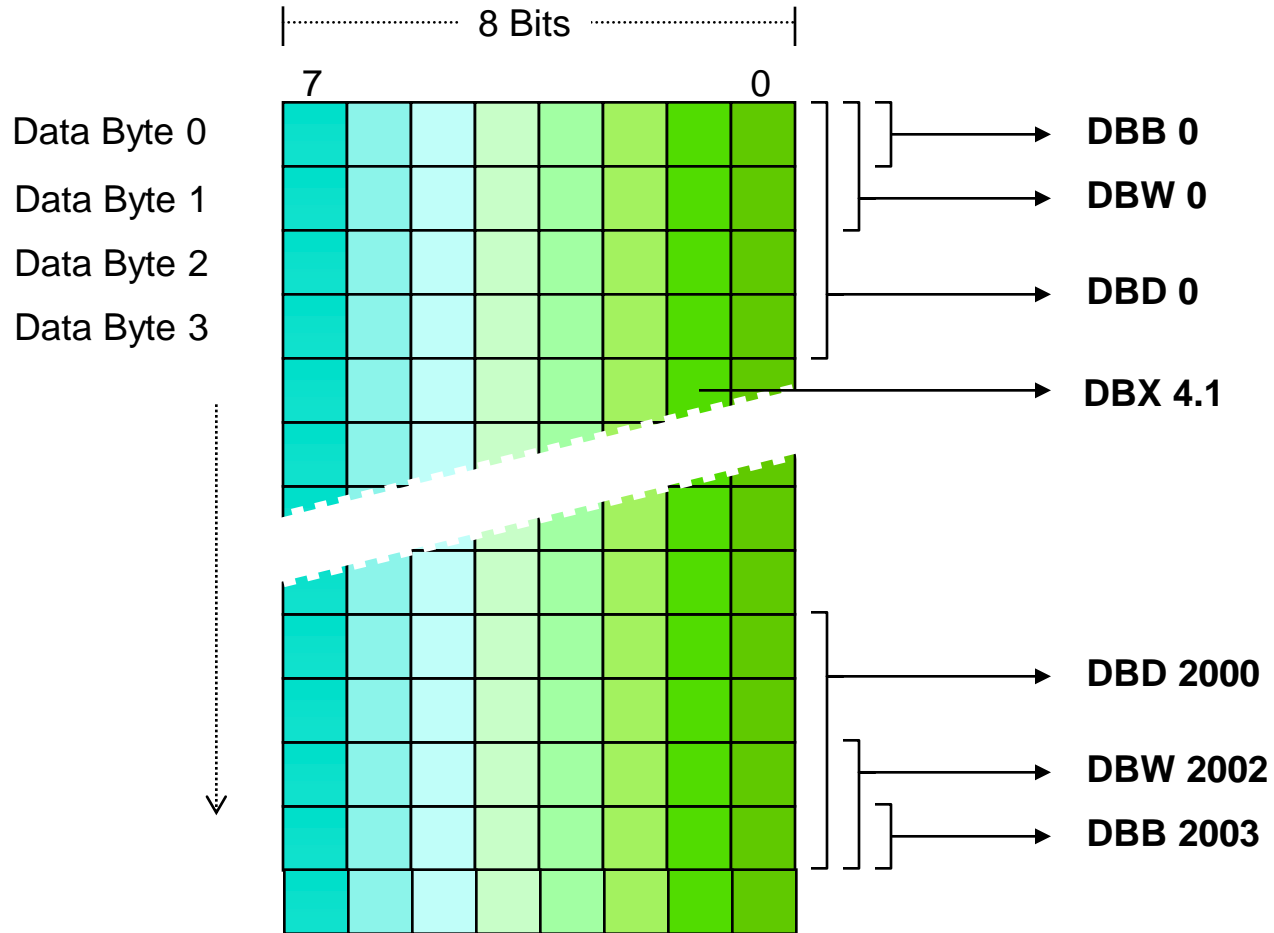 8 Bits
7 0
Data Byte 0 DBB 0
Data Byte 1 DBW 0
Data Byte 2 DBD 0
Data Byte 3
DBX 4.1
DBD 2000
DBW 2002
DBB 2003